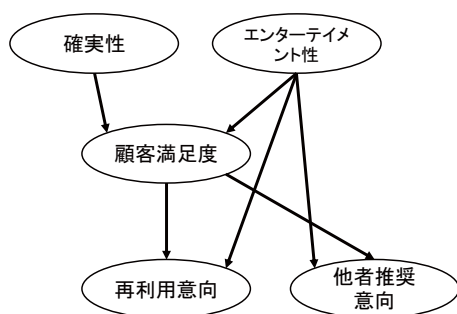 確実性
エンターテイメ
ント性
顧客満足度
再利用意向
他者推奨
意向